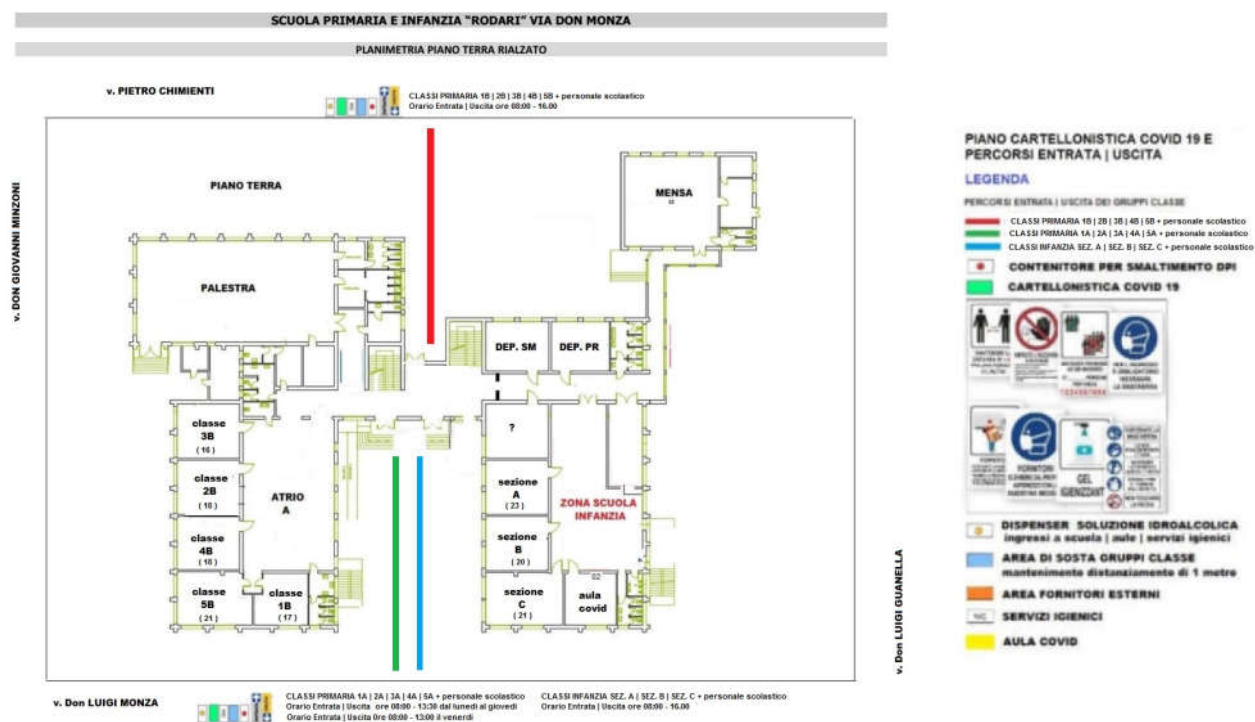 SCUOLA PRIMARIA E INFANZIA "RODARI" VIA DON MONZA
PLANIMETRIA PIANO TERRA RIALZATO
v. PIETRO CHIMIENTI
CLASSI PRIMARIA 1B | 2B | 3B | 4B | 5B + personale scolastico
Orario Entrata | Uscita ore 08:00 - 16.00
v. DON GIOVANNI MINZONI
PIANO TERRA
MENSA
PALESTRA
DEP. SM
DEP. PR
classe
3B
?
classe
2B
ATRIO
A
sezione
A
( 23 )
ZONA SCUOLA
INFANZIA
classe
4B
sezione
B
( 20 )
classe
5B
( 21 )
classe
1B
( 17 )
sezione
C
( 21 )
aula
covid
v. Don LUIGI GUANELLA
v. Don LUIGI MONZA
CLASSI PRIMARIA 1A | 2A | 3A | 4A | 5A + personale scolastico
Orario Entrata | Uscita ore 08:00 - 13:30 dal lunedì al giovedì
Orario Entrata | Uscita 0re 08:00 - 13:00 il venerdì
CLASSI INFANZIA SEZ. A | SEZ. B | SEZ. C + personale scolastico
Orario Entrata | Uscita ore 08:00 - 16.00
PIANO CARTELLONISTICA COVID 19 E
PERCORSI ENTRATA | USCITA
LEGENDA
PERCORSI ENTRATA | USCITA DEI GRUPPI CLASSE
CLASSI PRIMARIA 1B | 2B | 3B | 4B | 5B + personale scolastico
CLASSI PRIMARIA 1A | 2A | 3A | 4A | 5A + personale scolastico
CLASSI INFANZIA SEZ. A | SEZ. B | SEZ. C + personale scolastico
CONTENITORE PER SMALTIMENTO DPI
CARTELLONISTICA COVID 19
FORNITORI
GEL
IGIENIZZANT
DISPENSER SOLUZIONE IDROALCOLICA
ingressi a scuola | aule | servizi igienici
AREA DI SOSTA GRUPPI CLASSE
mantenimento distanziamento di 1 metro
AREA FORNITORI ESTERNI
WC
SERVIZI IGIENICI
AULA COVID